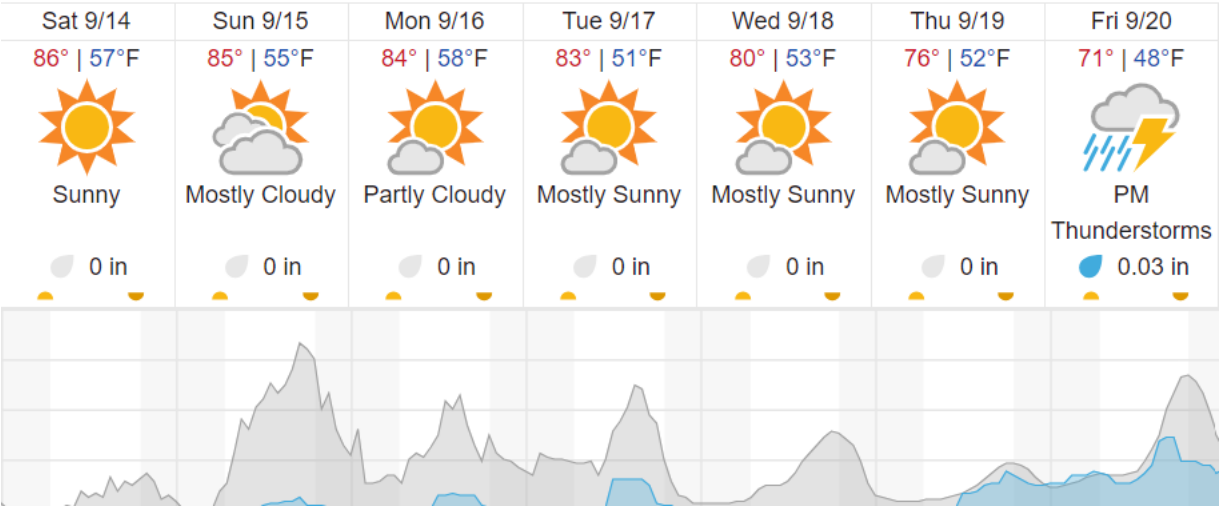 Sat 9/14 Sun 9/15 Mon 9/16 Tue 9/17 Wed 9/18 Thu 9/19 Fri 9/20
86° | 57°F 85° | 55°F 84° | 58°F 83° | 51°F 80° | 53°F 76° | 52°F 71° | 48°F
Sunny Mostly Cloudy Partly Cloudy Mostly Sunny Mostly Sunny Mostly Sunny PM
Thunderstorms
0 in 0 in 0 in 0 in 0 in 0 in 0.03 in